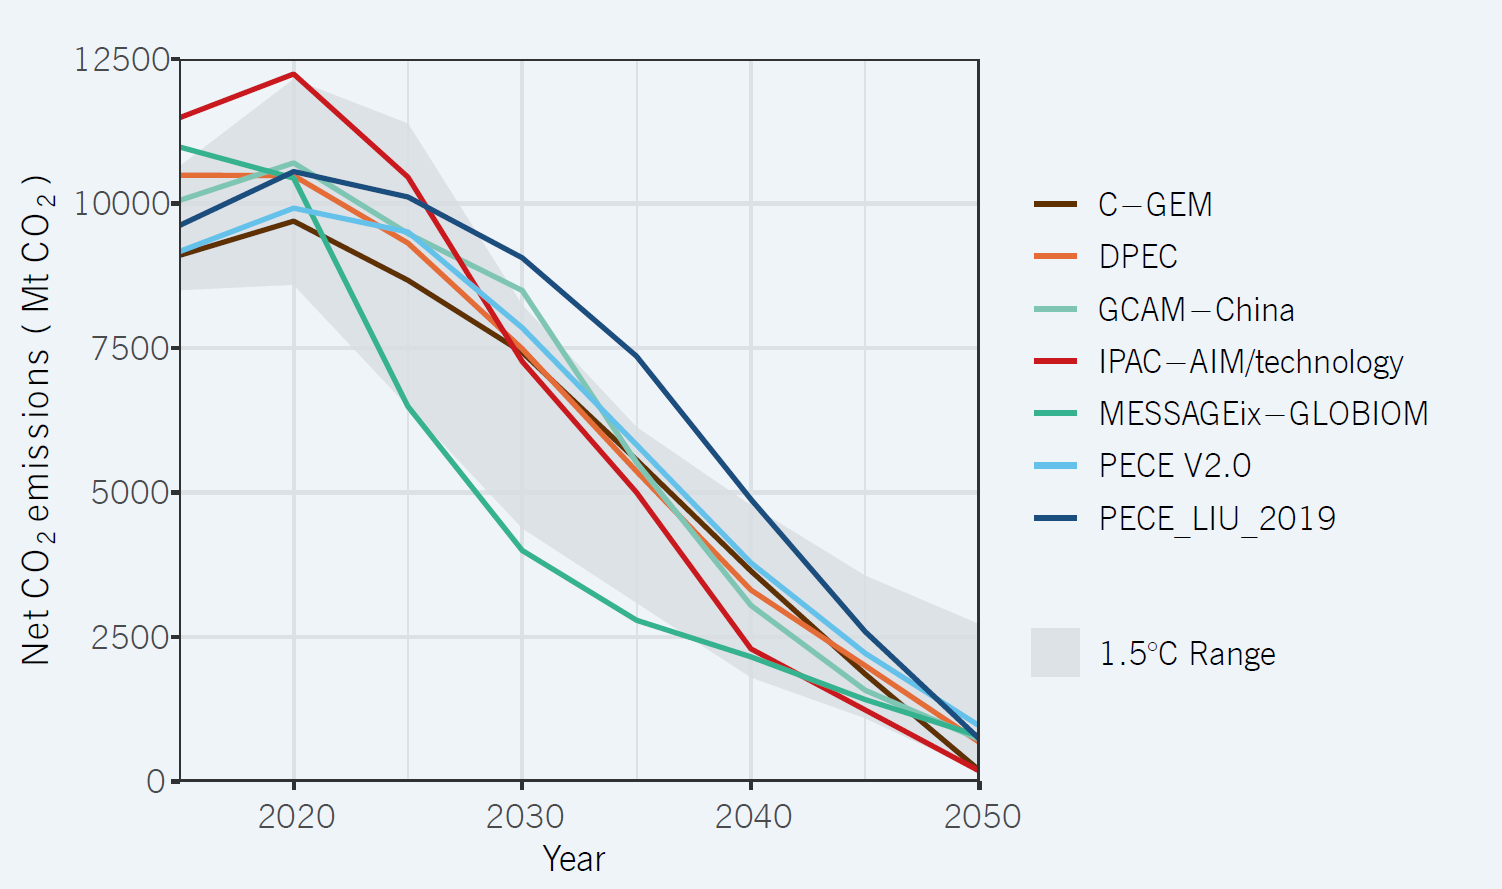 12500
10000
7500
5000
2500
0
Net CO2 emissions ( Mt CO2 )
2020
2030
2040
2050
Year
C−GEM
DPEC
GCAM−China
IPAC−AIM/technology
MESSAGEix−GLOBIOM
PECE V2.0
PECE_LIU_2019
1.5°C Range